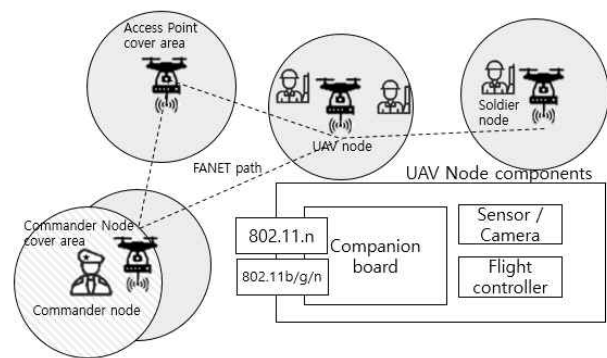 Access Point
cover area
Soldier
node
UAV node
FANET path
UAV Node components
Commander Node
cover area
Commander node
802.11.n
802.11b/g/n
Companion
board
Sensor /
Camera
Flight
controller